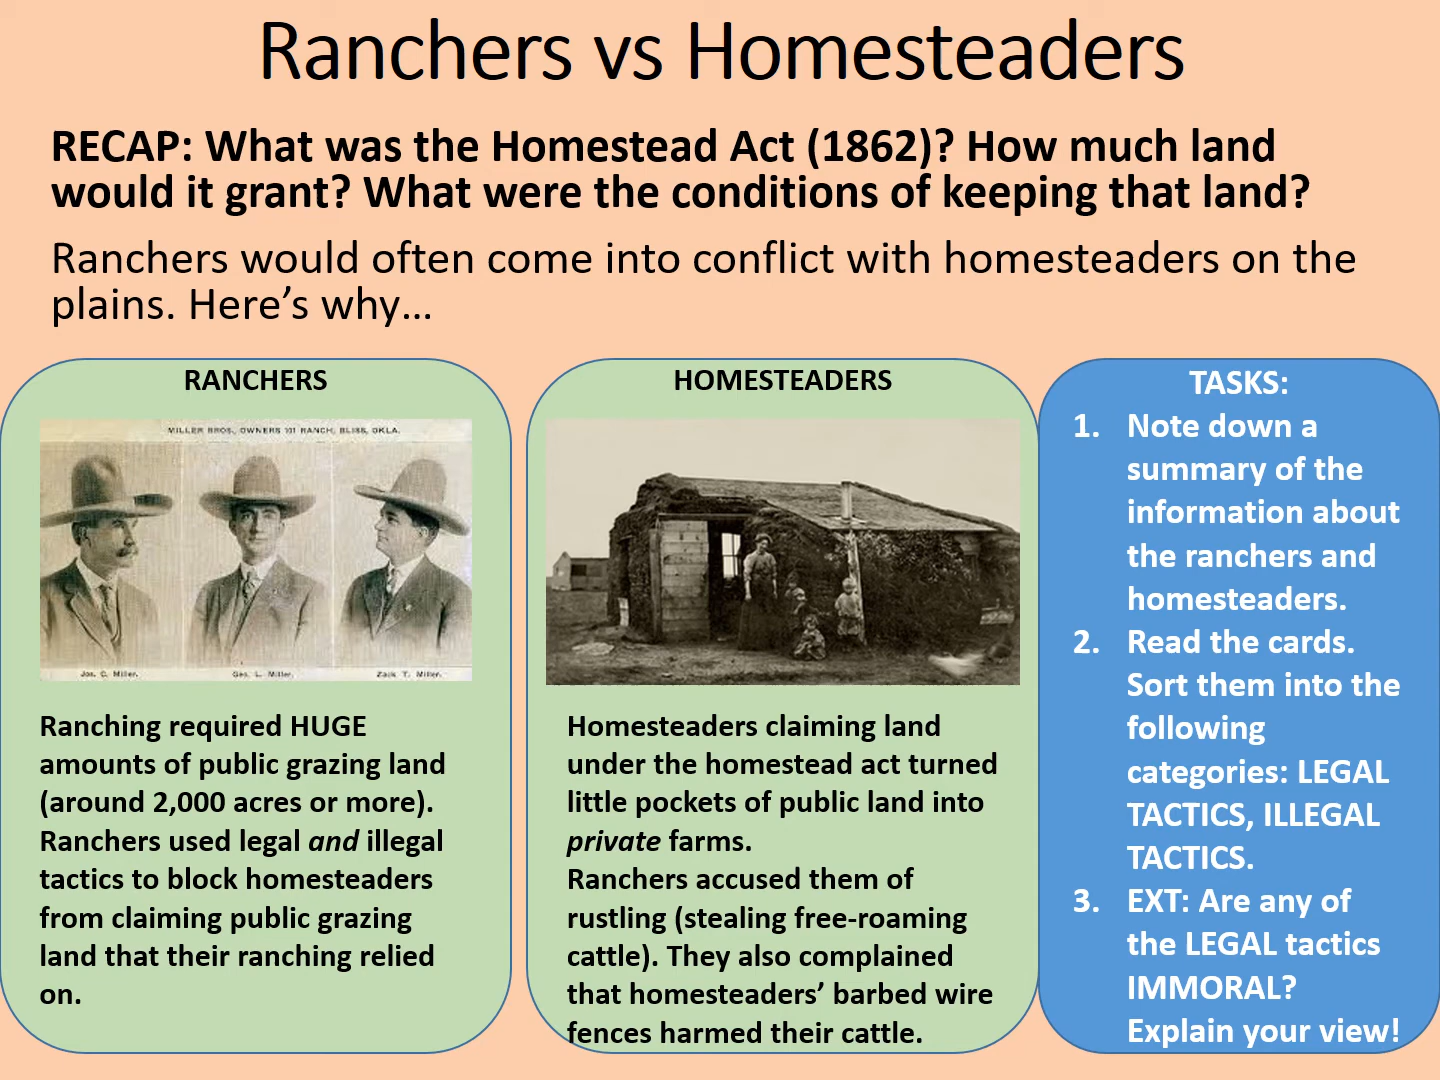 Ranchers vs Homesteaders
RECAP: What was the Homestead Act (1862)? How much land
would it grant? What were the conditions of keeping that land?
Ranchers would often come into conflict with homesteaders on the
plains. Here’s why…
RANCHERS
MILLER BROS., OWNERS 101 RANCH, BLISS, OKLA.
Jos. C. Miller.
Geo. L. Miller.
Zack T. Miller.
Ranching required HUGE
amounts of public grazing land
(around 2,000 acres or more).
Ranchers used legal and illegal
tactics to block homesteaders
from claiming public grazing
land that their ranching relied
on.
HOMESTEADERS
Homesteaders claiming land
under the homestead act turned
little pockets of public land into
private farms.
Ranchers accused them of
rustling (stealing free-roaming
cattle). They also complained
that homesteaders’ barbed wire
fences harmed their cattle.
TASKS:
1. Note down a
summary of the
information about
the ranchers and
homesteaders.
2. Read the cards.
Sort them into the
following
categories: LEGAL
TACTICS, ILLEGAL
TACTICS.
3. EXT: Are any of
the LEGAL tactics
IMMORAL?
Explain your view!